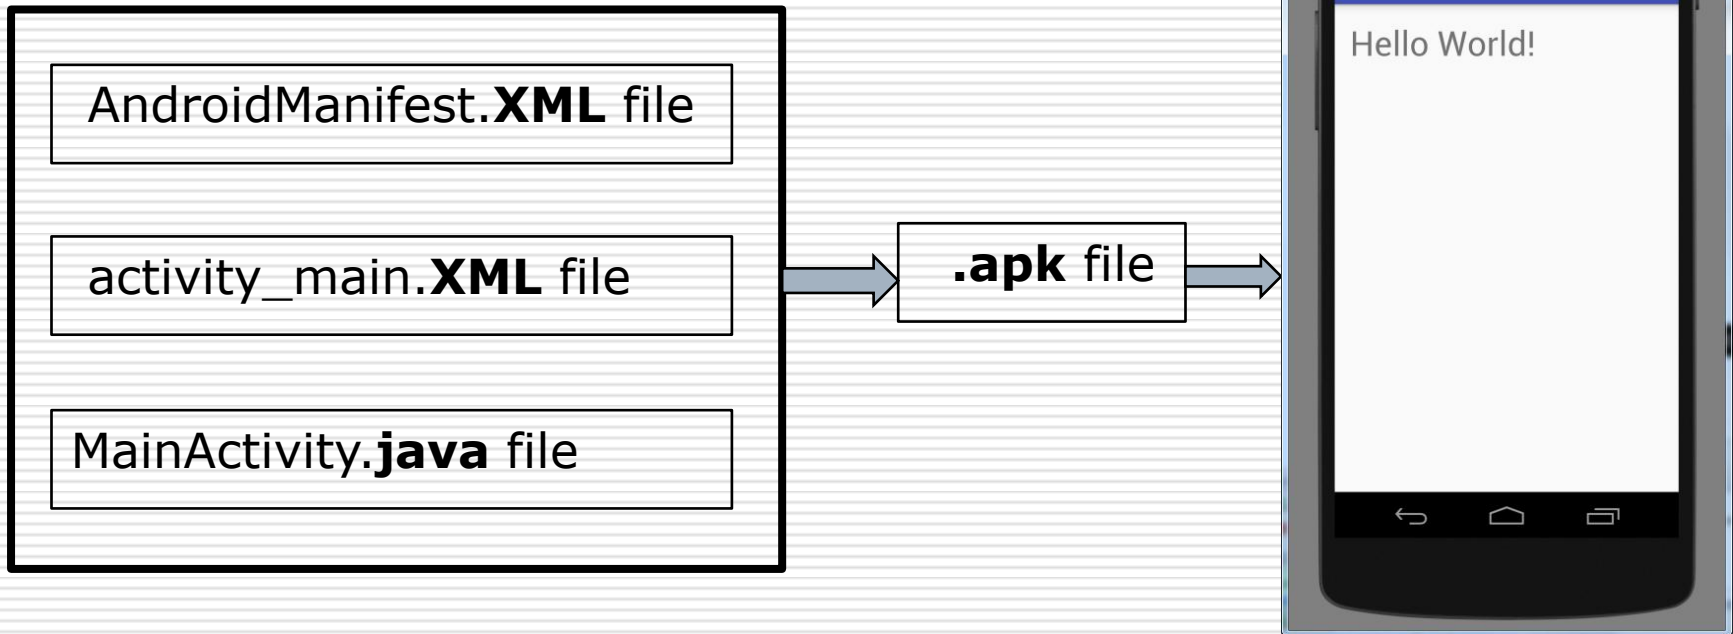 AndroidManifest.XML file
activity_main.XML file
MainActivity.java file
.apk file
Hello World!